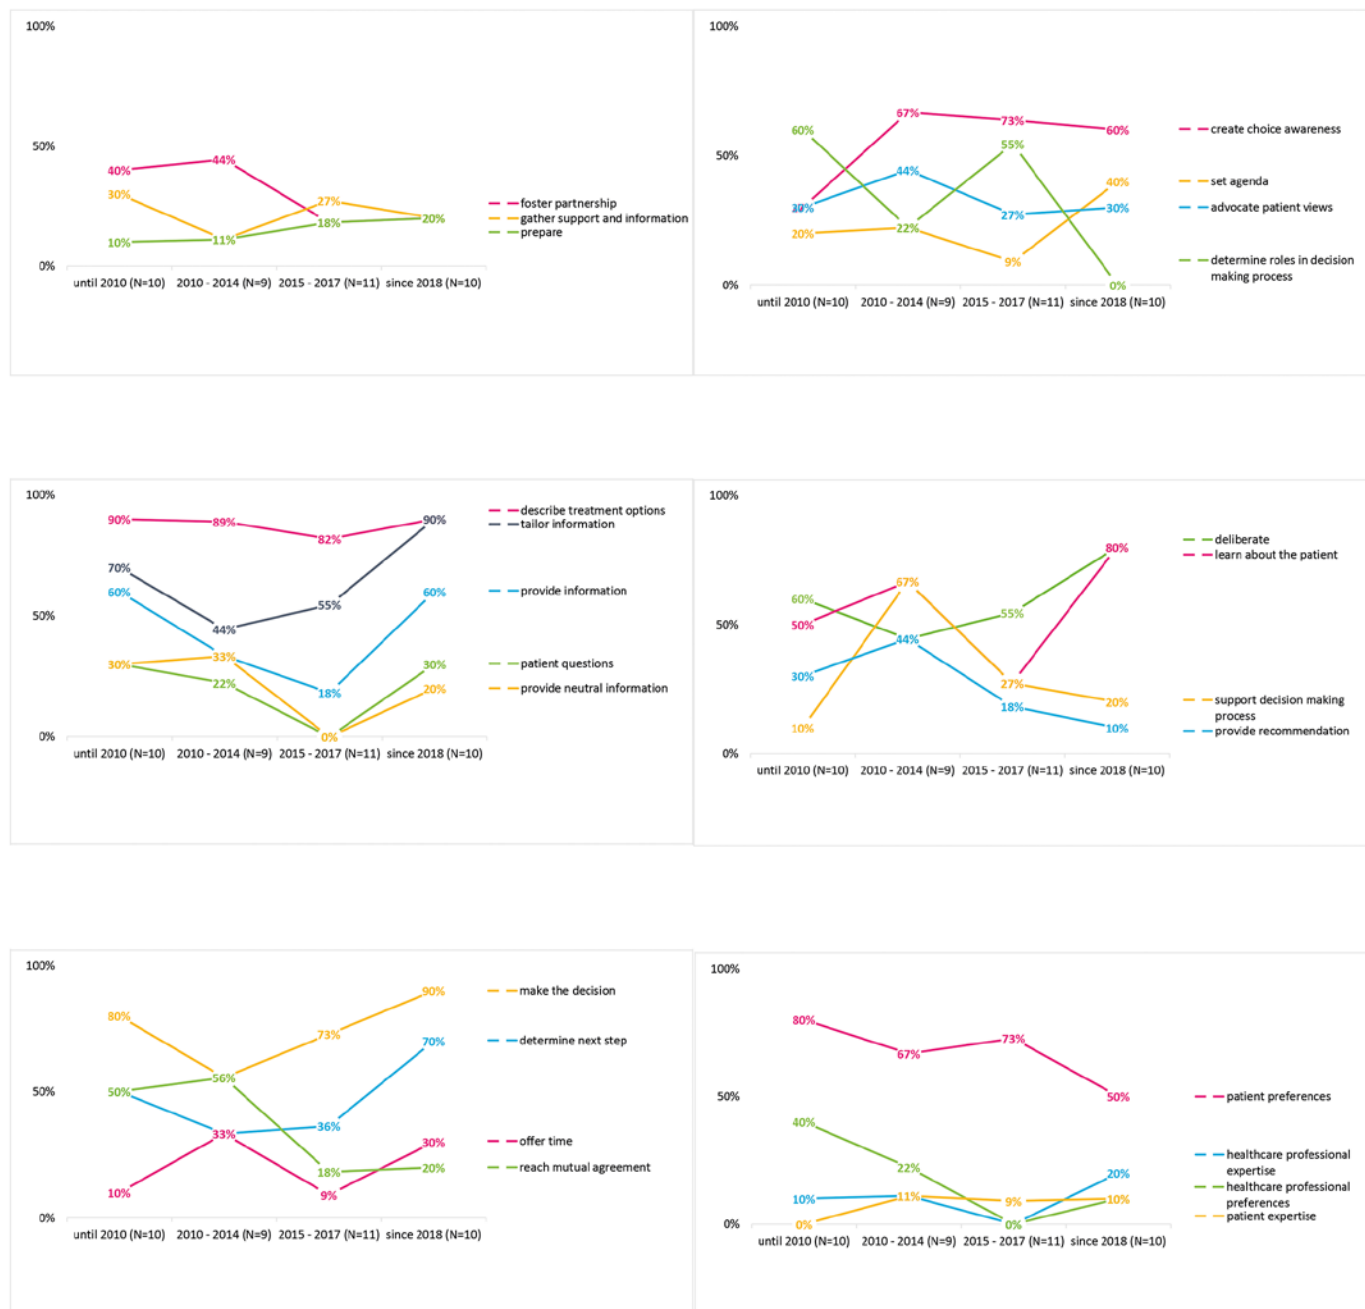 100%
50%
0%
40%
44%
30%
27%
10%
11%
18%
20%
foster partnership
gather support and information
prepare
until 2010 (N=10) 2010 - 2014 (N=9) 2015 - 2017 (N=11) since 2018 (N=10)
100%
50%
0%
60%
67%
73%
60%
55%
44%
40%
30%
27%
30%
20%
22%
9%
0%
create choice awareness
set agenda
advocate patient views
determine roles in decision
making process
until 2010 (N=10) 2010 - 2014 (N=9) 2015 - 2017 (N=11) since 2018 (N=10)
100%
50%
0%
90%
89%
82%
90%
70%
60%
44%
55%
60%
30%
33%
22%
18%
30%
20%
0%
describe treatment options
tailor information
provide information
patient questions
provide neutral information
until 2010 (N=10) 2010 - 2014 (N=9) 2015 - 2017 (N=11) since 2018 (N=10)
100%
50%
0%
80%
67%
60%
50%
55%
44%
30%
27%
18%
20%
10%
10%
deliberate
learn about the patient
support decision making
process
provide recommendation
until 2010 (N=10) 2010 - 2014 (N=9) 2015 - 2017 (N=11) since 2018 (N=10)
100%
50%
0%
80%
90%
73%
70%
50%
56%
33%
36%
30%
20%
18%
10%
9%
make the decision
determine next step
offer time
reach mutual agreement
until 2010 (N=10) 2010 - 2014 (N=9) 2015 - 2017 (N=11) since 2018 (N=10)
100%
50%
0%
80%
67%
73%
50%
40%
22%
20%
10%
11%
9%
10%
0%
0%
patient preferences
healthcare professional
expertise
healthcare professional
preferences
patient expertise
until 2010 (N=10) 2010 - 2014 (N=9) 2015 - 2017 (N=11) since 2018 (N=10)